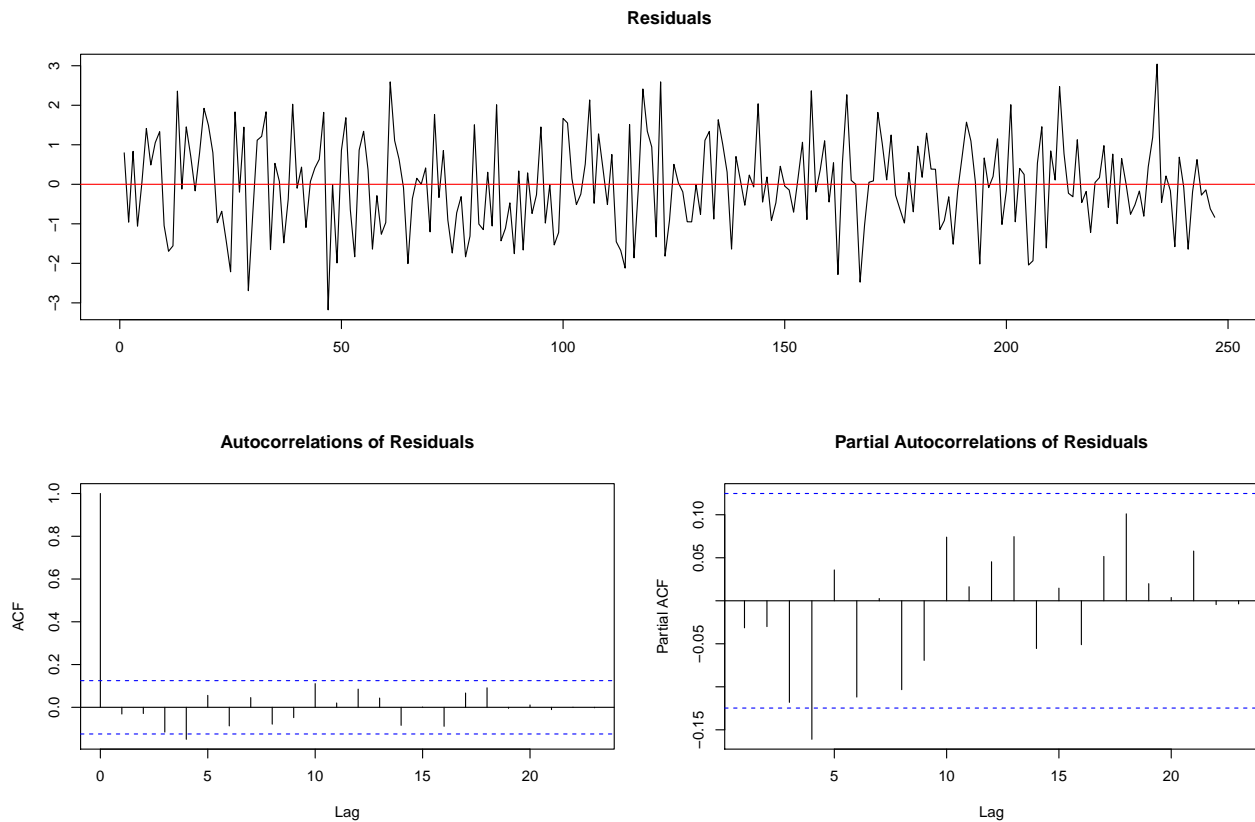 Residuals
3
2
1
0
−1
−2
−3
0 50 100 150 200 250
Autocorrelations of Residuals
1.0
0.8
0.6
0.4
0.2
0.0
ACF
0 5 10 15 20
Lag
Partial Autocorrelations of Residuals
0.10
0.05
−0.05
−0.15
Partial ACF
5 10 15 20
Lag